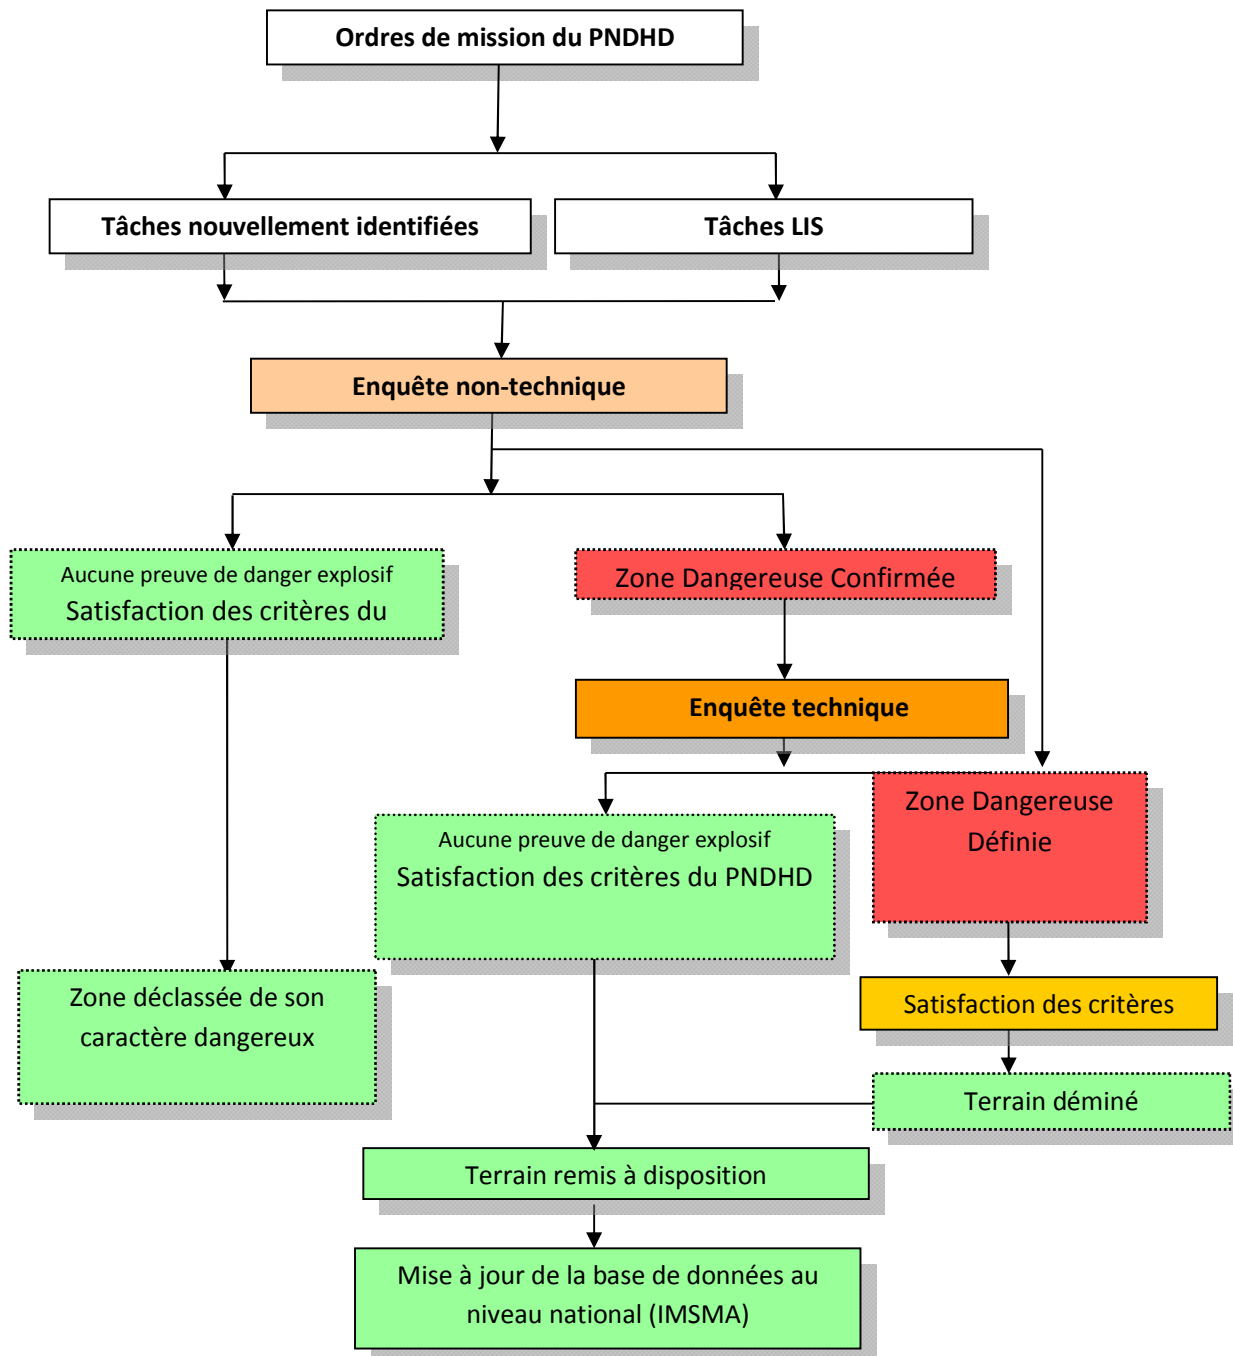 Ordres de mission du PNDHD
Tâches nouvellement identifiées
Tâches LIS
Enquête non-technique
Aucune preuve de danger explosif
Satisfaction des critères du
Zone Dangereuse Confirmée
Enquête technique
Zone Dangereuse
Définie
Aucune preuve de danger explosif
Satisfaction des critères du PNDHD
Zone déclassée de son
caractère dangereux
Satisfaction des critères
Terrain déminé
Terrain remis à disposition
Mise à jour de la base de données au
niveau national (IMSMA)